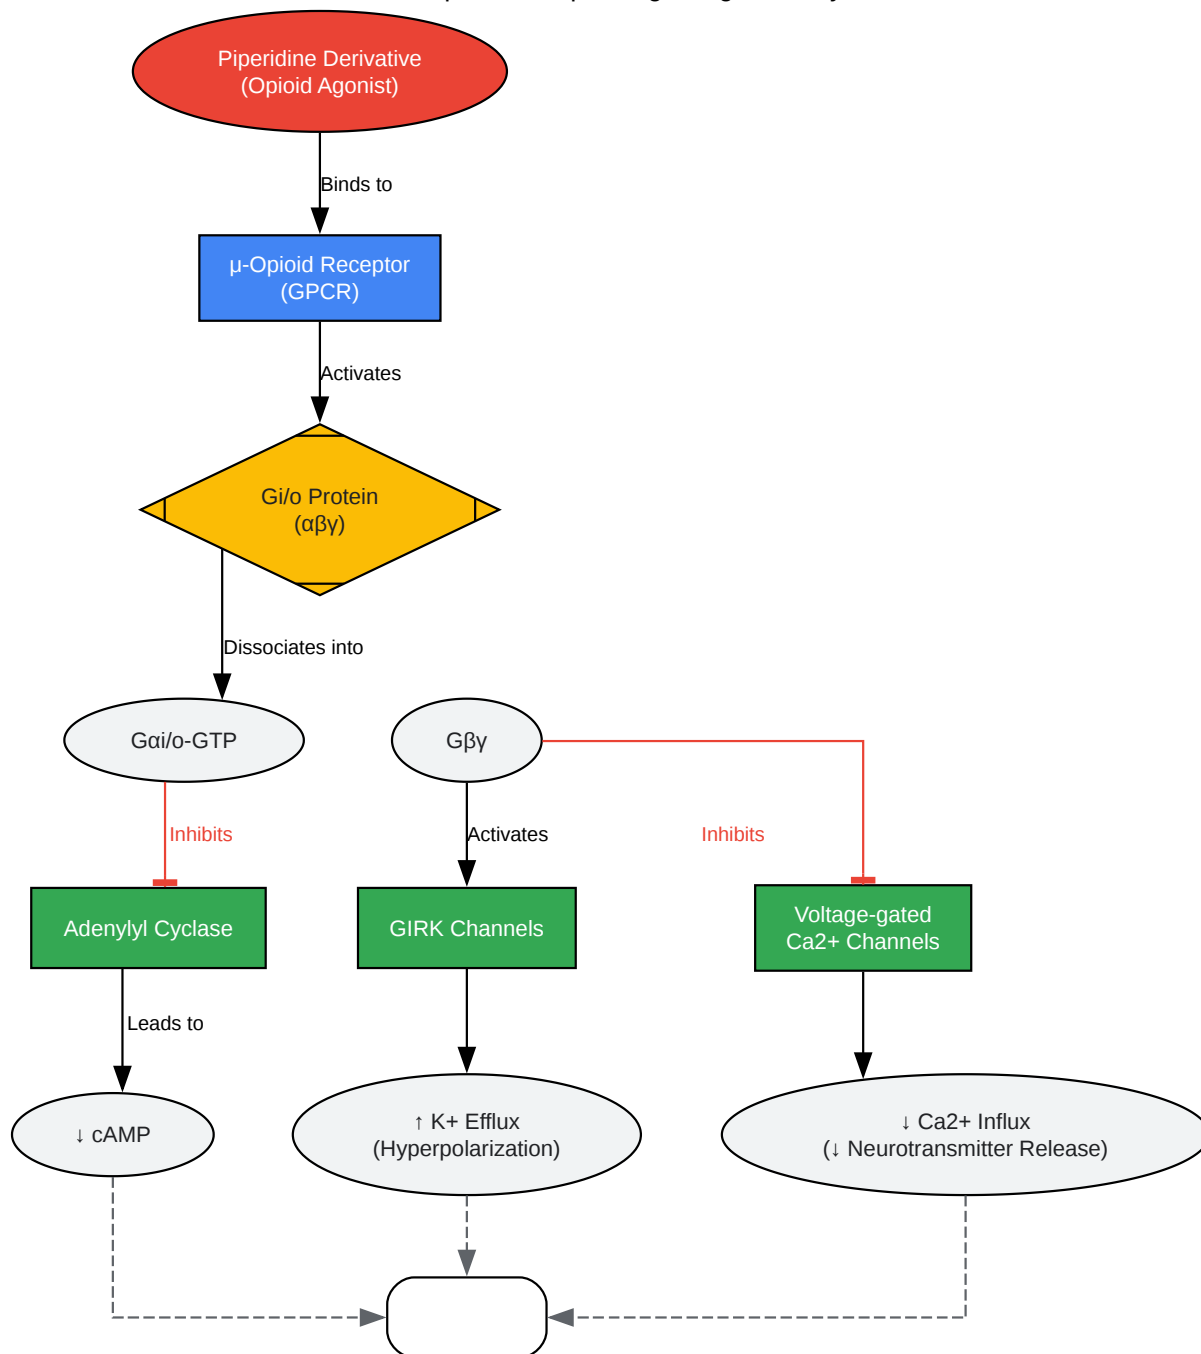 Piperidine Derivative
(Opioid Agonist)
Binds to
μ-Opioid Receptor
(GPCR)
Activates
Gi/o Protein
(αβγ)
Dissociates into
Gαi/o-GTP
Gβγ
Inhibits
Activates
Inhibits
Adenylyl Cyclase
GIRK Channels
Voltage-gated
Ca2+ Channels
Leads to
↓ cAMP
↑ K+ Efflux
(Hyperpolarization)
↓ Ca2+ Influx
(↓ Neurotransmitter Release)